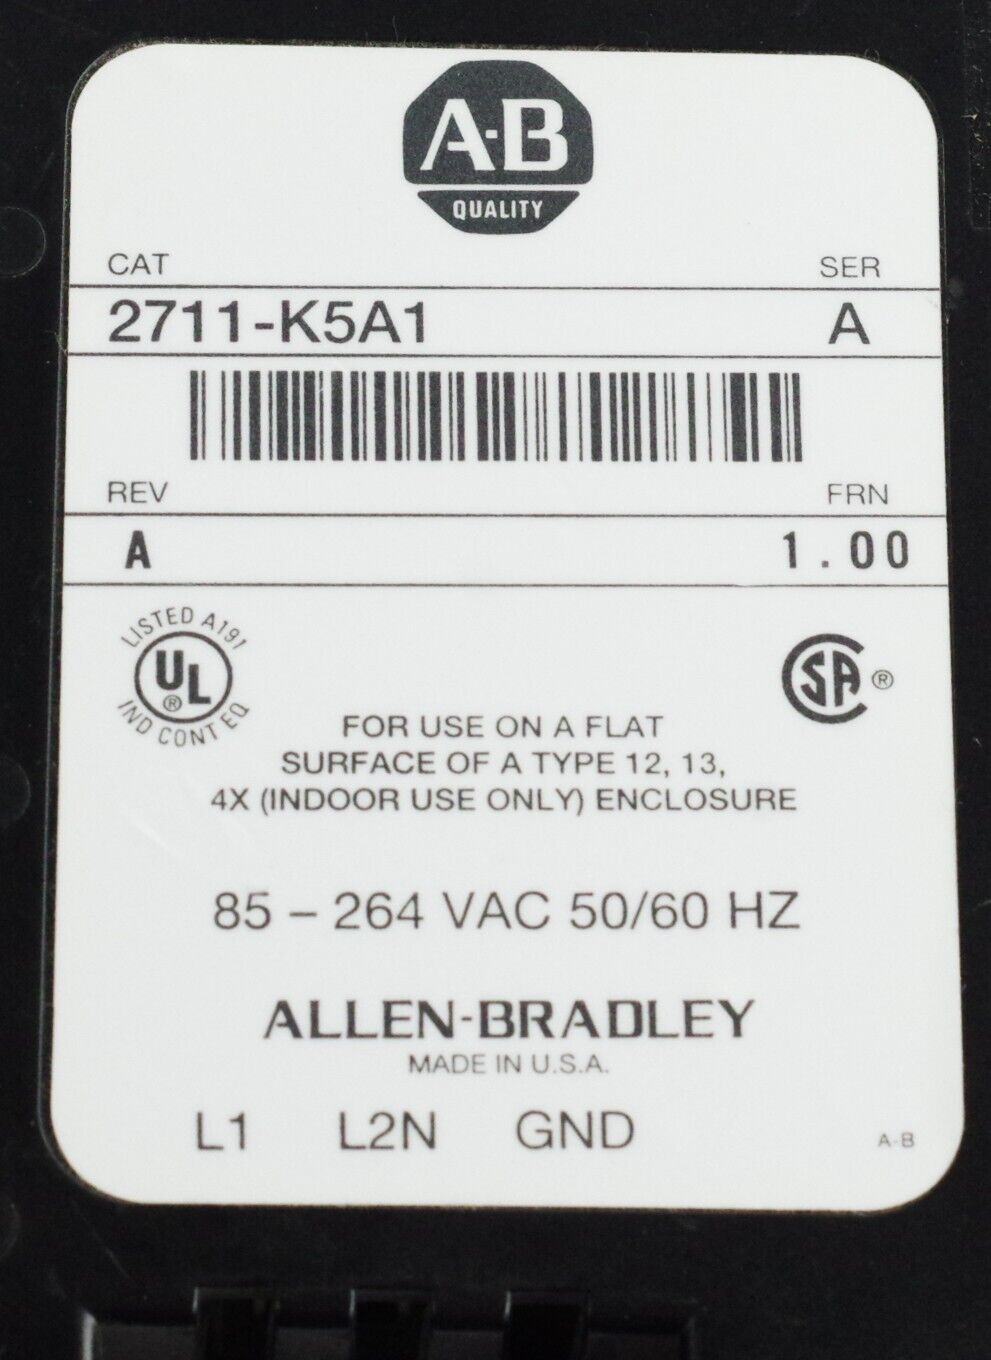 A-B
QUALITY
CAT SER
2711-K5A1 A
REV FRN
A 1.00
LISTED A191
UL®
IND CONT EQ
SA ®
FOR USE ON A FLAT
SURFACE OF A TYPE 12, 13,
4X (INDOOR USE ONLY) ENCLOSURE
85 – 264 VAC 50/60 HZ
ALLEN-BRADLEY
MADE IN U.S.A.
L1 L2N GND
A-B